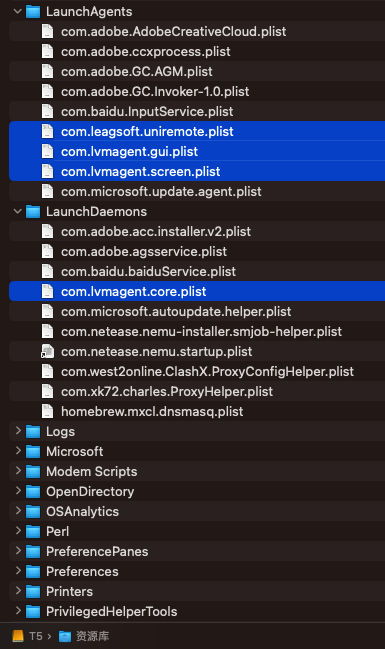 LaunchAgents
com.adobe.AdobeCreativeCloud.plist
com.adobe.ccxprocess.plist
com.adobe.GC.AGM.plist
com.adobe.GC.Invoker-1.0.plist
com.baidu.InputService.plist
com.leagsoft.uniremote.plist
com.lvmagent.gui.plist
com.lvmagent.screen.plist
com.microsoft.update.agent.plist
LaunchDaemons
com.adobe.acc.installer.v2.plist
com.adobe.agsservice.plist
com.baidu.baiduService.plist
com.lvmagent.core.plist
com.microsoft.autoupdate.helper.plist
com.netease.nemu-installer.smjob-helper.plist
com.netease.nemu.startup.plist
com.west2online.ClashX.ProxyConfigHelper.plist
com.xk72.charles.ProxyHelper.plist
homebrew.mxcl.dnsmasq.plist
Logs
Microsoft
Modem Scripts
OpenDirectory
OSAnalytics
Perl
PreferencePanes
Preferences
Printers
PrivilegedHelperTools
T5 › 资源库